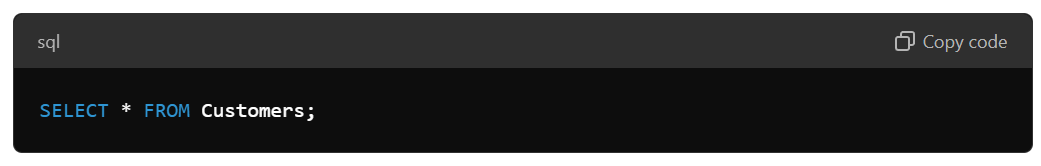 sql
Copy code
SELECT * FROM Customers;